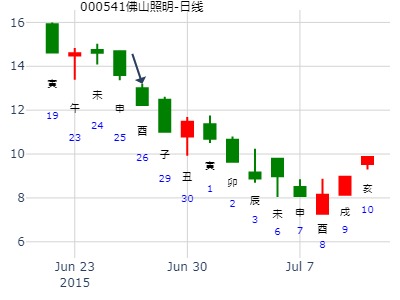 000541佛山照明-日线
16
14
12
10
8
6
寅
19
午
23
未
24
申
25
酉
26
子
29
丑
30
寅
1
卯
2
辰
3
未
6
申
7
酉
8
戌
9
亥
10
Jun 23
2015
Jun 30
Jul 7